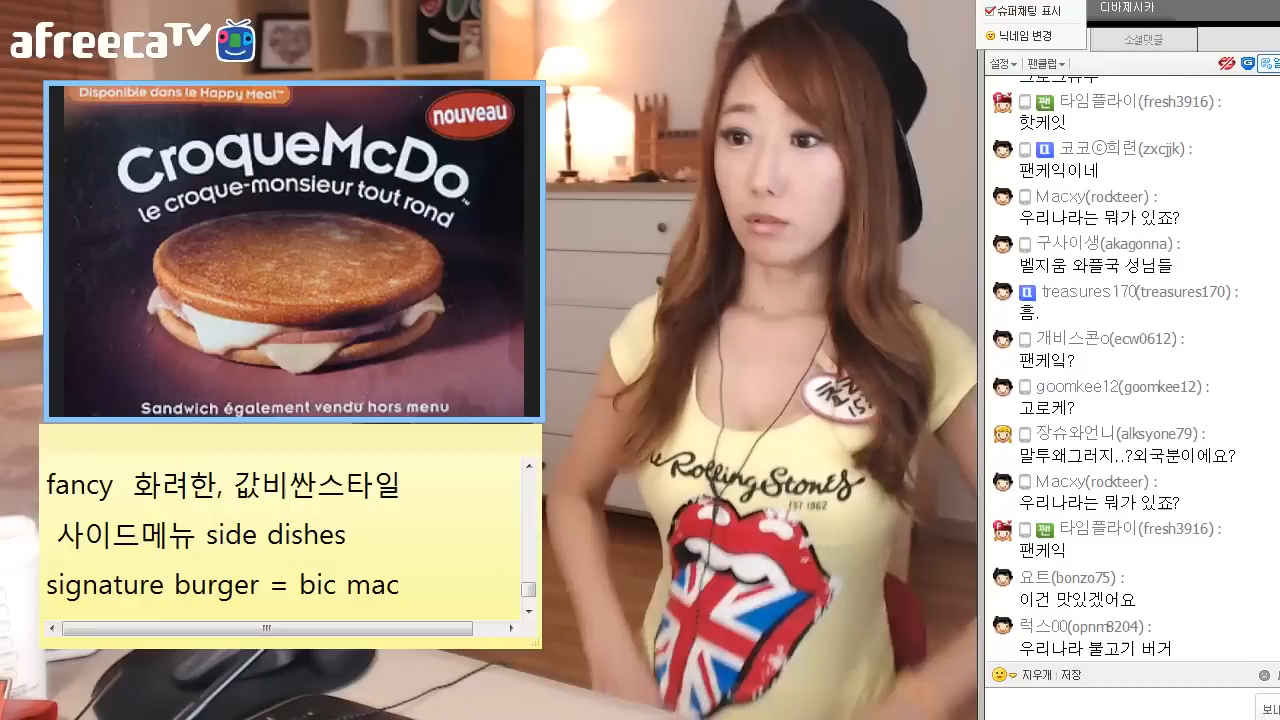 afreecaTV
Disponible dans le Happy Meal™
nouveau
CroqueMcDo™
le croque-monsieur tout rond
Sandwich également vendu hors menu
fancy 화려한, 값비싼스타일
사이드메뉴 side dishes
signature burger = bic mac
The Rolling Stones
EST 1962
슈퍼채팅 표시
닉네임 변경
디바제시카
소셜댓글
설정 팬클럽
팬 타임플라이(fresh3916) :
핫케잇
코코ⓒ희련(zxcjjk) :
팬케익이네
Macxy(rockteer) :
우리나라는 뭐가 있죠?
구사이생(akagonna) :
벨지움 와플국 성님들
treasures170(treasures170) :
흠.
개비스콘o(ecw0612) :
팬케잌?
goomkee12(goomkee12) :
고로케?
장슈와언니(alksyone79) :
말투왜그러지..?외국분이에요?
Macxy(rockteer) :
우리나라는 뭐가 있죠?
팬 타임플라이(fresh3916) :
팬케익
요트(bonzo75) :
이건 맛있겠어요
럭스00(opnm8204) :
우리나라 불고기 버거
지우개 저장